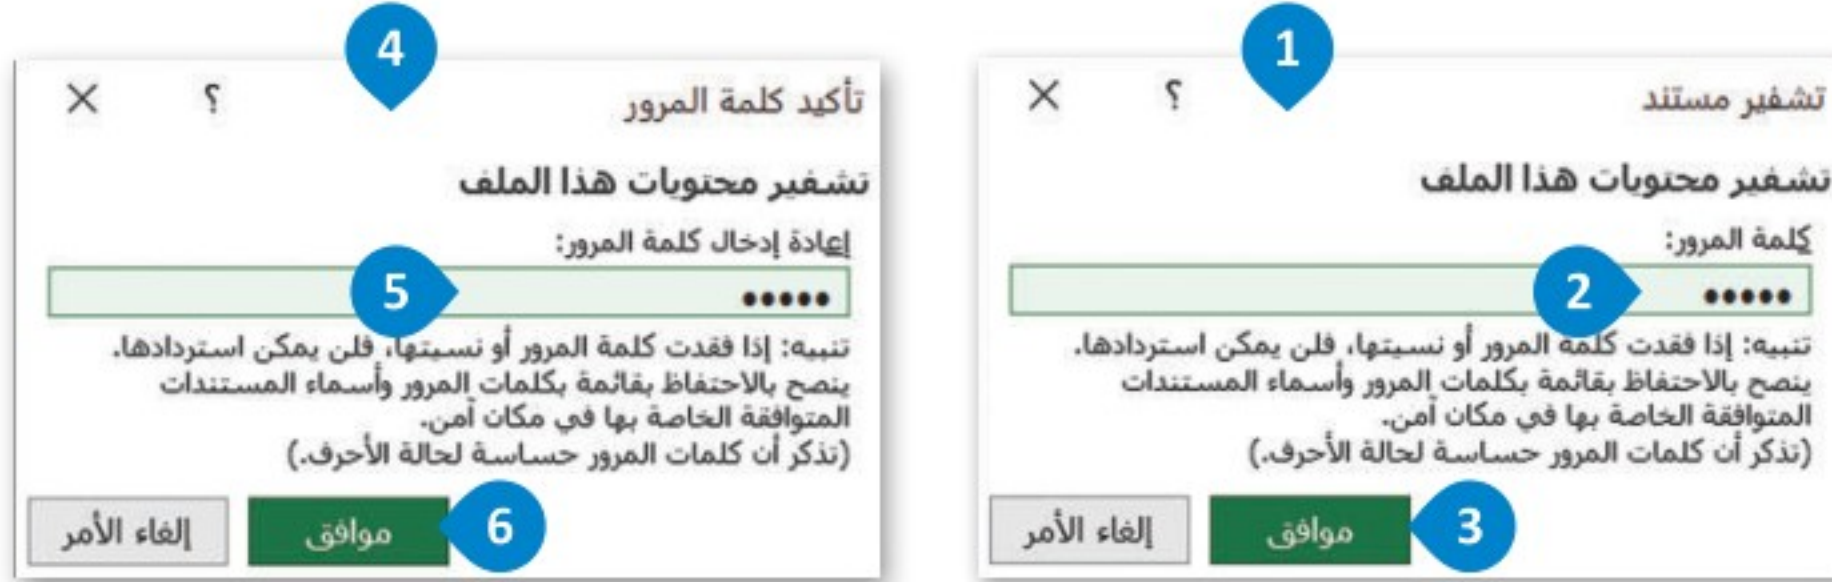 1
تشفير مستند
؟
×
تشفير محتويات هذا الملف
كلمة المرور:
2
•••••
تنبيه: إذا فقدت كلمة المرور أو نسيتها، فلن يمكن استردادها.
ينصح بالاحتفاظ بقائمة بكلمات المرور وأسماء المستندات
المتوافقة الخاصة بها في مكان آمن.
(تذكر أن كلمات المرور حساسة لحالة الأحرف.)
3
موافق
إلغاء الأمر
4
تأكيد كلمة المرور
؟
×
تشفير محتويات هذا الملف
إعادة إدخال كلمة المرور:
5
•••••
تنبيه: إذا فقدت كلمة المرور أو نسيتها، فلن يمكن استردادها.
ينصح بالاحتفاظ بقائمة بكلمات المرور وأسماء المستندات
المتوافقة الخاصة بها في مكان آمن.
(تذكر أن كلمات المرور حساسة لحالة الأحرف.)
6
موافق
إلغاء الأمر